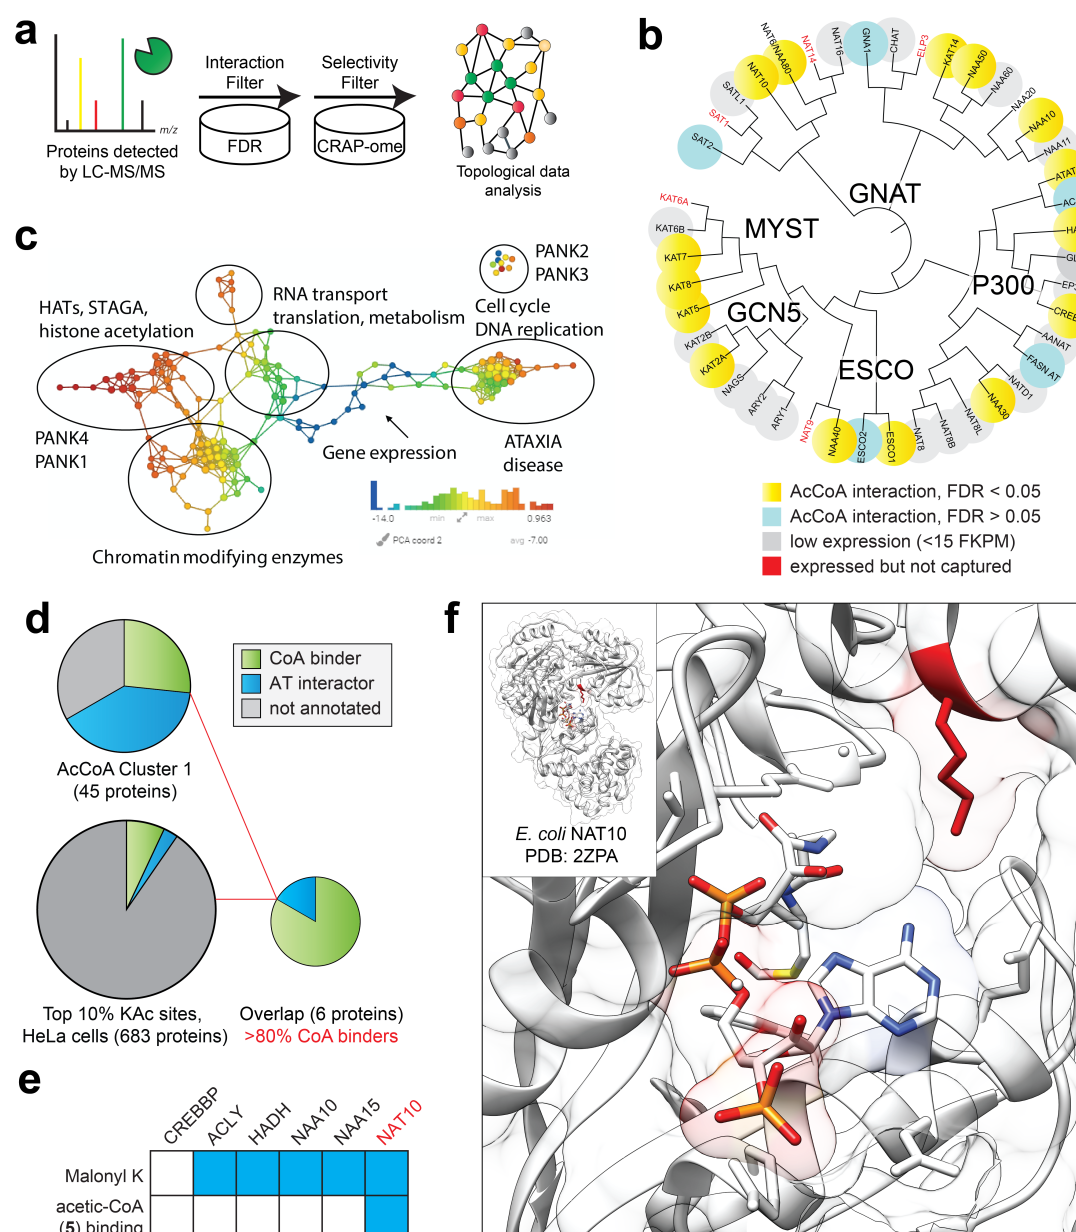 a
Interaction
Filter
Selectivity
Filter
m/z
FDR
CRAP-ome
Proteins detected
by LC-MS/MS
Topological data
analysis
b
SAT2
SAT1
SATL1
NAT10
NAT6/NAA80
NAT14
NAT16
GNA1
CHAT
ELP3
KAT14
NAA50
NAA60
NAA20
NAA10
NAA11
ATAT
AC
HA
GL
EP3
CREB
AANAT
FASN AT
NATD1
NAA30
NAT8L
NAT8B
NAT8
ESCO1
ESCO2
NAA40
NAT9
ARY1
ARY2
NAGS
KAT2A
KAT2B
KAT5
KAT8
KAT7
KAT6B
KAT6A
GNAT
MYST
P300
GCN5
ESCO
AcCoA interaction, FDR < 0.05
AcCoA interaction, FDR > 0.05
low expression (<15 FKPM)
expressed but not captured
c
PANK2
PANK3
HATs, STAGA,
histone acetylation
RNA transport
translation, metabolism
Cell cycle
DNA replication
PANK4
PANK1
Gene expression
ATAXIA
disease
-14.0
min
max
0.963
PCA coord 2
avg -7.00
Chromatin modifying enzymes
d
CoA binder
AT interactor
not annotated
AcCoA Cluster 1
(45 proteins)
Top 10% KAc sites,
HeLa cells (683 proteins)
Overlap (6 proteins)
>80% CoA binders
e
CREBBP
ACLY
HADH
NAA10
NAA15
NAT10
Malonyl K
acetic-CoA
(5) binding
f
E. coli NAT10
PDB: 2ZPA